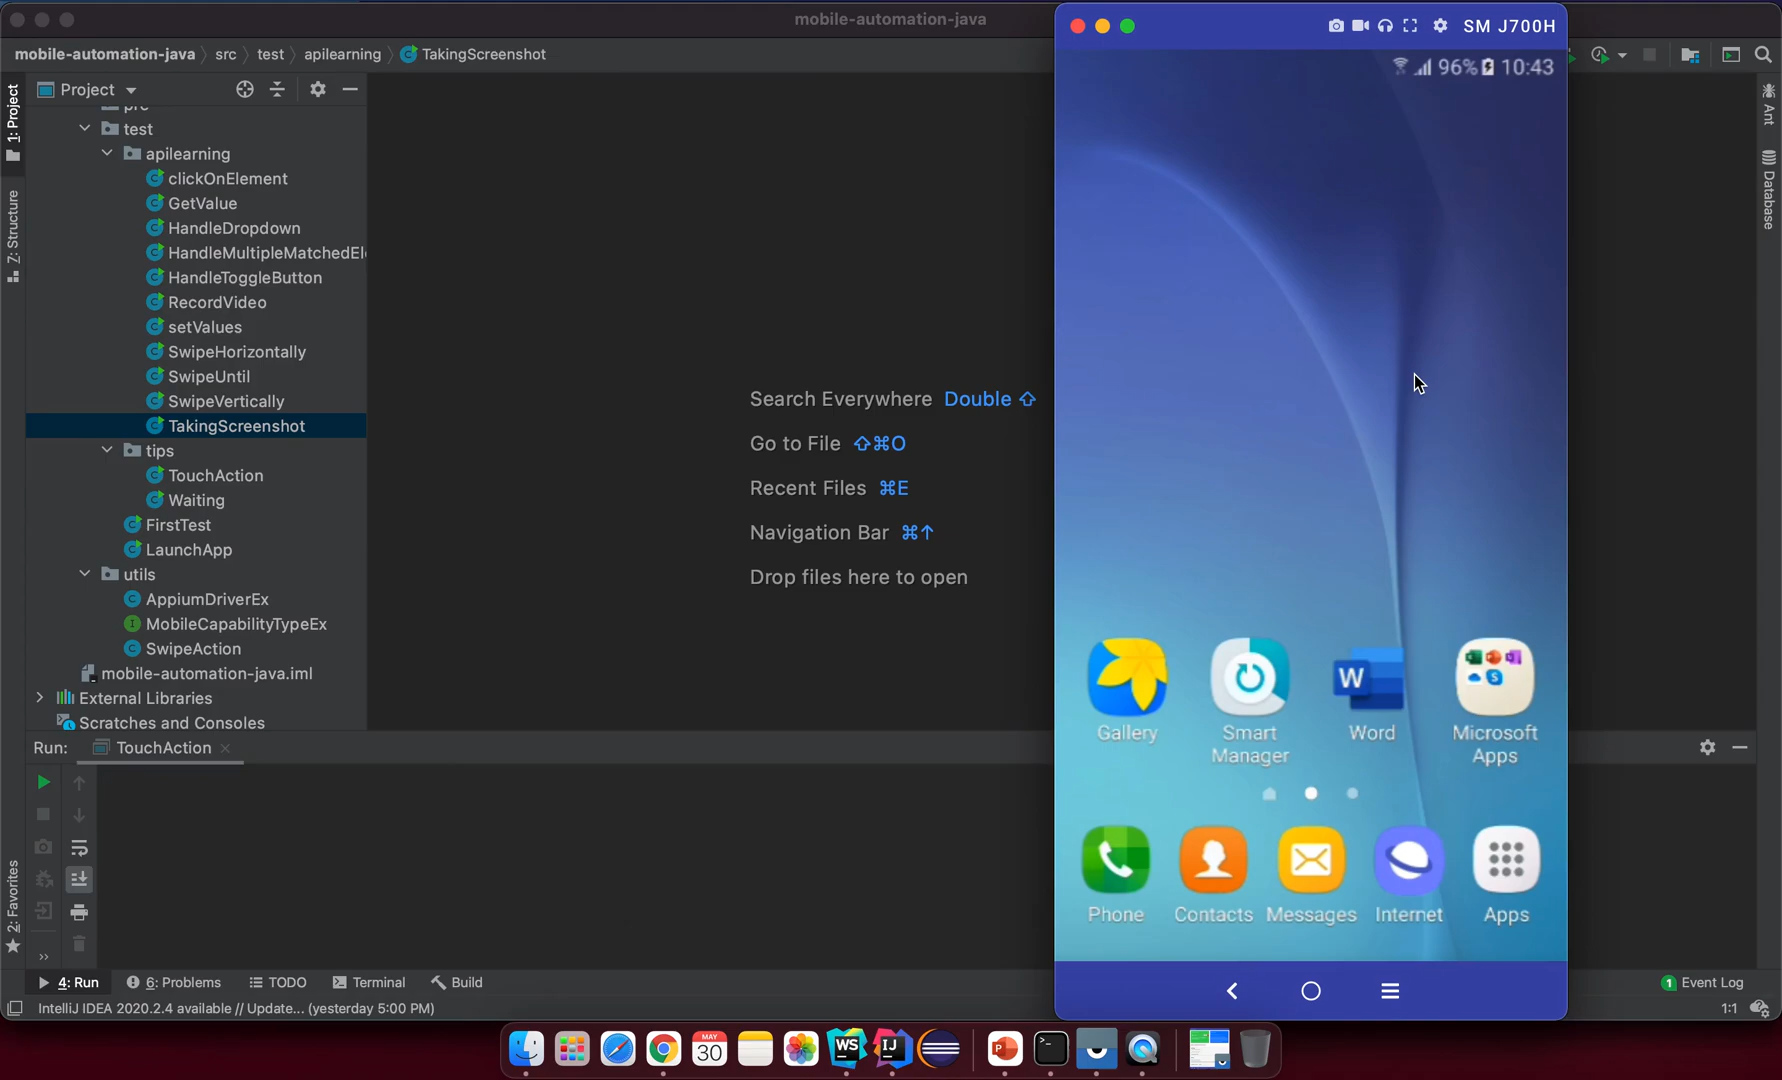 mobile-automation-java
SM J700H
mobile-automation-java
src
test
apilearning
TakingScreenshot
96%
10:43
1: Project
Z: Structure
2: Favorites
Ant
Database
Project
test
apilearning
clickOnElement
GetValue
HandleDropdown
HandleMultipleMatchedEl
HandleToggleButton
RecordVideo
setValues
SwipeHorizontally
SwipeUntil
SwipeVertically
TakingScreenshot
tips
TouchAction
Waiting
FirstTest
LaunchApp
utils
AppiumDriverEx
MobileCapabilityTypeEx
SwipeAction
mobile-automation-java.iml
External Libraries
Scratches and Consoles
Search Everywhere Double ⇧
Go to File ⇧⌘O
Recent Files ⌘E
Navigation Bar ⌘↑
Drop files here to open
W
Gallery
Smart
Manager
Word
Microsoft
Apps
Phone
Contacts
Messages
Internet
Apps
Run:
TouchAction
4: Run
6: Problems
TODO
Terminal
Build
1 Event Log
IntelliJ IDEA 2020.2.4 available // Update... (yesterday 5:00 PM)
1:1
MAY
30
WS
IJ
P